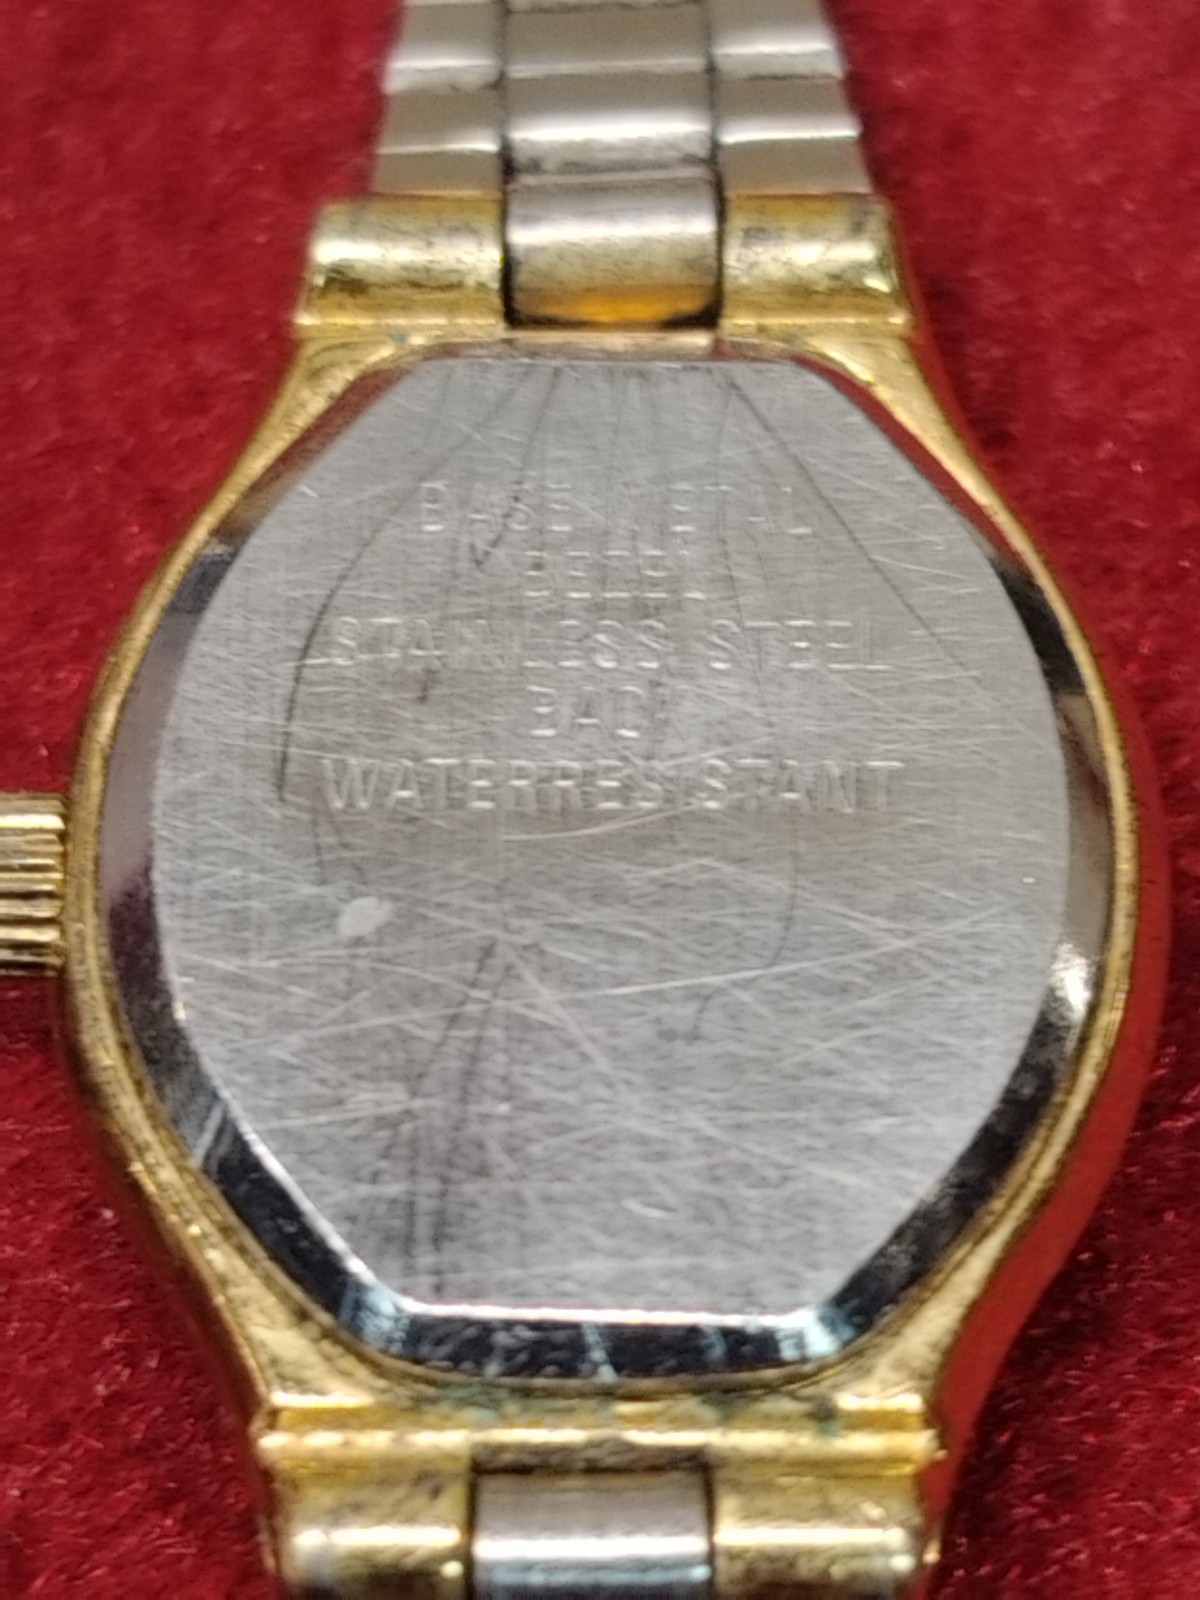 BASE METAL
BEZEL
STAINLESS STEEL
BACK
WATERRESISTANT